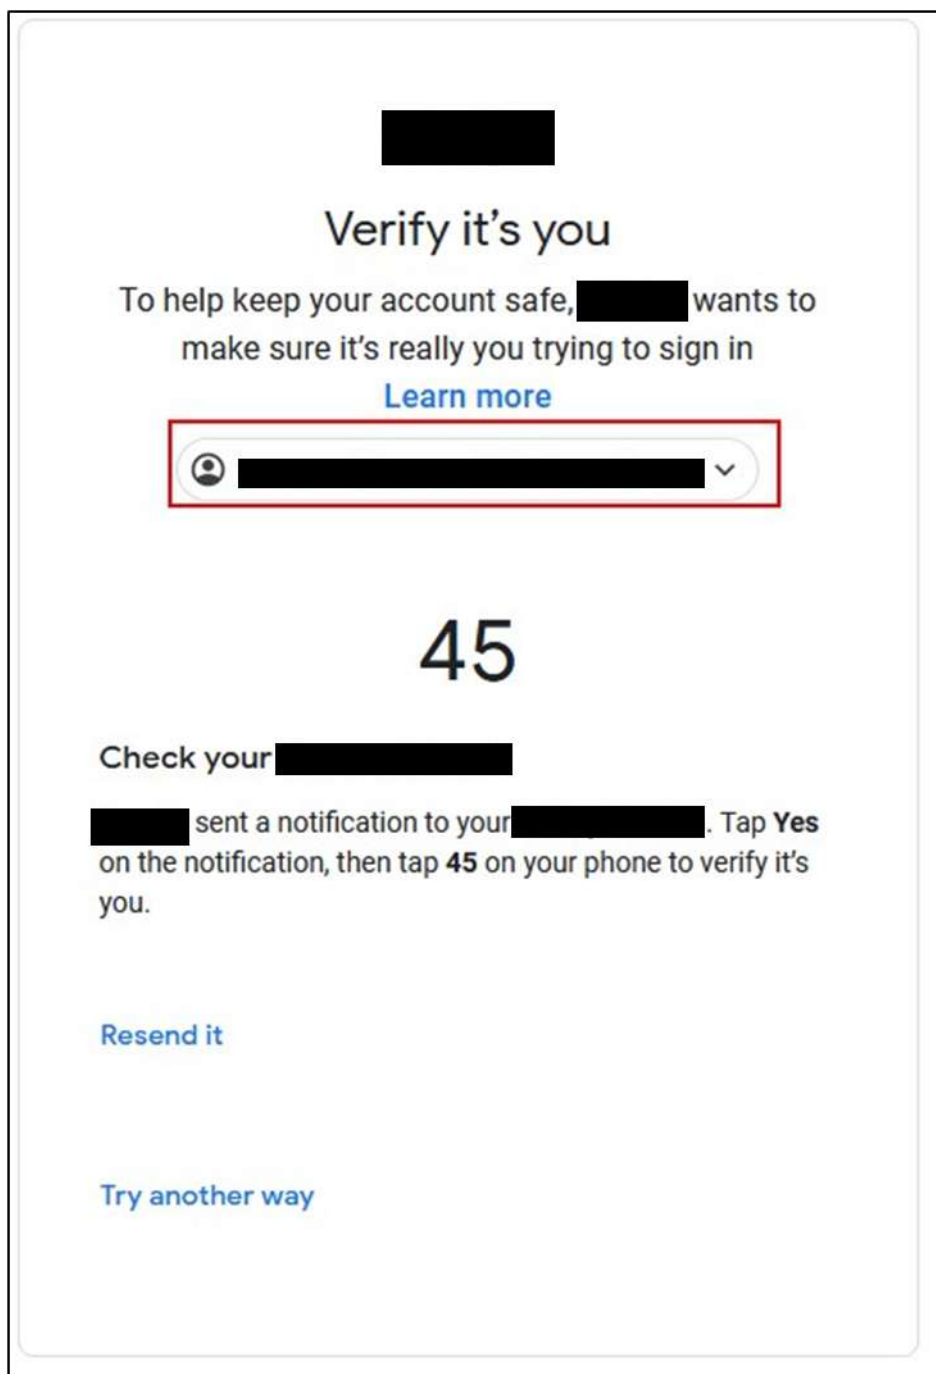 Verify it's you
To help keep your account safe, wants to
make sure it's really you trying to sign in
Learn more
45
Check your
sent a notification to your . Tap Yes
on the notification, then tap 45 on your phone to verify it's
you.
Resend it
Try another way